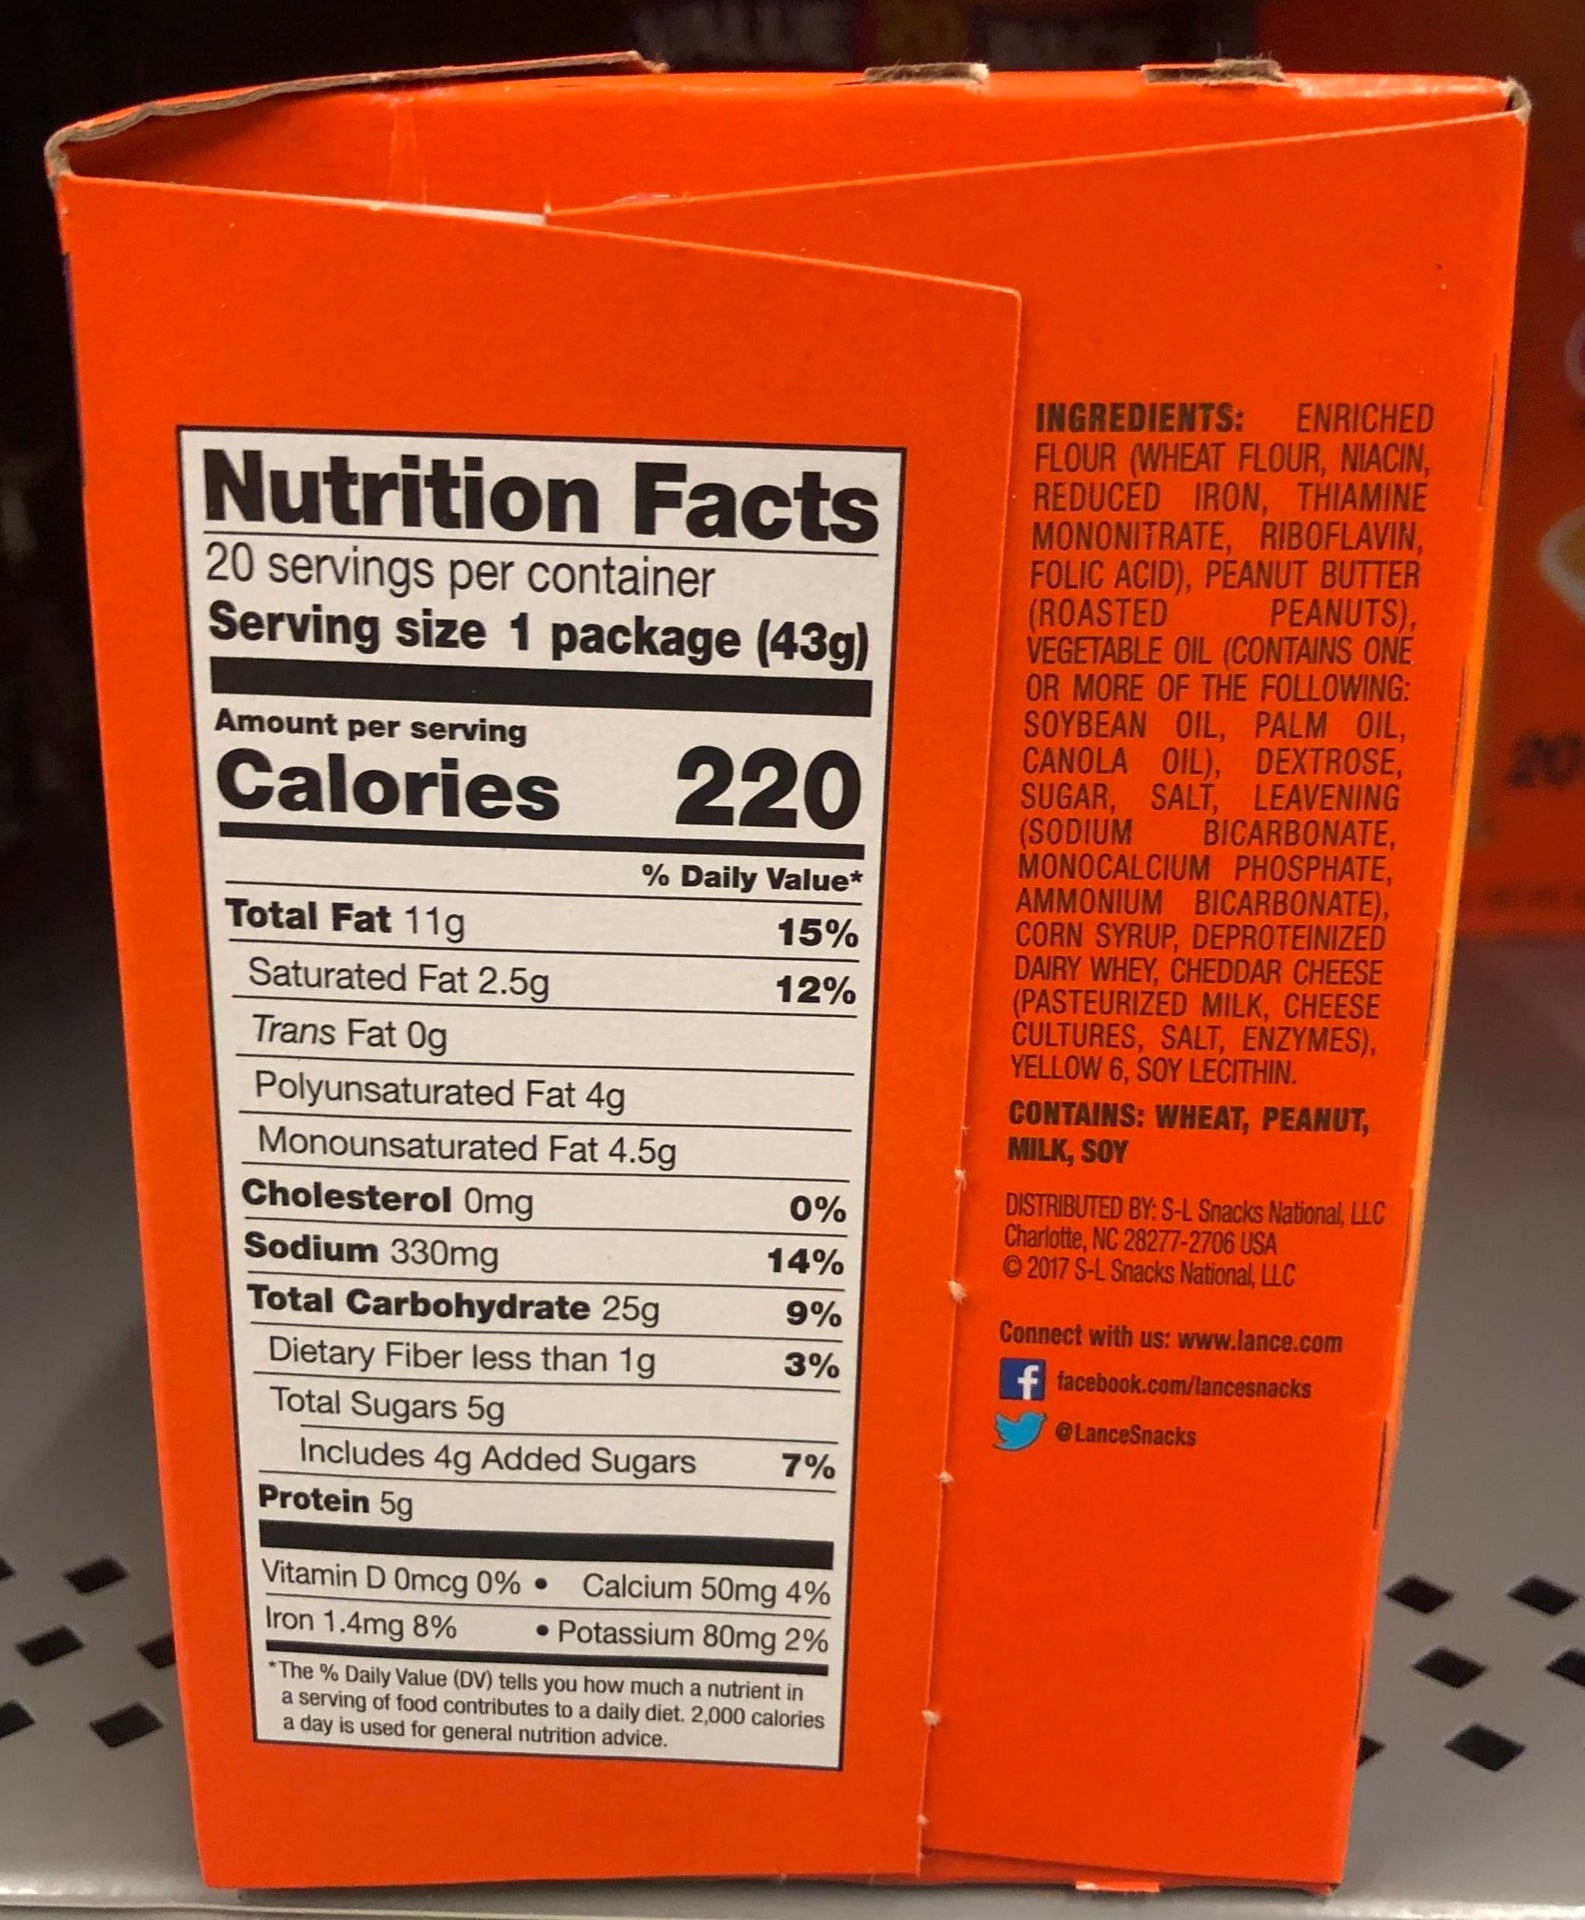 Nutrition Facts
20 servings per container
Serving size 1 package (43g)
Amount per serving
Calories 220
% Daily Value*
Total Fat 11g 15%
Saturated Fat 2.5g 12%
Trans Fat 0g
Polyunsaturated Fat 4g
Monounsaturated Fat 4.5g
Cholesterol 0mg 0%
Sodium 330mg 14%
Total Carbohydrate 25g 9%
Dietary Fiber less than 1g 3%
Total Sugars 5g
Includes 4g Added Sugars 7%
Protein 5g
Vitamin D 0mcg 0% • Calcium 50mg 4%
Iron 1.4mg 8% • Potassium 80mg 2%
*The % Daily Value (DV) tells you how much a nutrient in
a serving of food contributes to a daily diet. 2,000 calories
a day is used for general nutrition advice.
INGREDIENTS: ENRICHED
FLOUR (WHEAT FLOUR, NIACIN,
REDUCED IRON, THIAMINE
MONONITRATE, RIBOFLAVIN,
FOLIC ACID), PEANUT BUTTER
(ROASTED PEANUTS),
VEGETABLE OIL (CONTAINS ONE
OR MORE OF THE FOLLOWING:
SOYBEAN OIL, PALM OIL,
CANOLA OIL), DEXTROSE,
SUGAR, SALT, LEAVENING
(SODIUM BICARBONATE,
MONOCALCIUM PHOSPHATE,
AMMONIUM BICARBONATE),
CORN SYRUP, DEPROTEINIZED
DAIRY WHEY, CHEDDAR CHEESE
(PASTEURIZED MILK, CHEESE
CULTURES, SALT, ENZYMES),
YELLOW 6, SOY LECITHIN.
CONTAINS: WHEAT, PEANUT,
MILK, SOY
DISTRIBUTED BY: S-L Snacks National, LLC
Charlotte, NC 28277-2706 USA
© 2017 S-L Snacks National, LLC
Connect with us: www.lance.com
f facebook.com/lancesnacks
@LanceSnacks
20